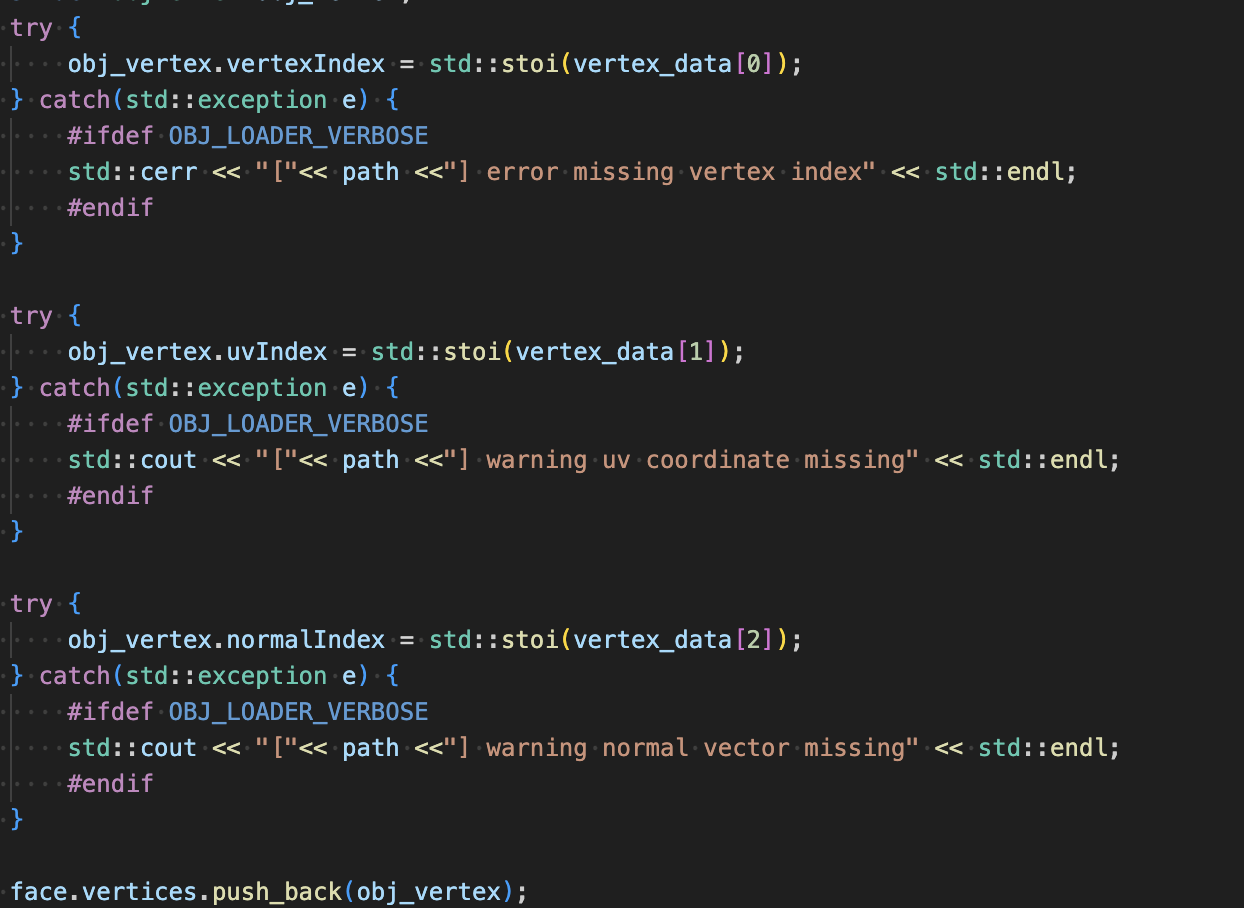 try {
    obj_vertex.vertexIndex = std::stoi(vertex_data[0]);
} catch(std::exception e) {
    #ifdef OBJ_LOADER_VERBOSE
    std::cerr << "["<< path <<"] error missing vertex index" << std::endl;
    #endif
}

try {
    obj_vertex.uvIndex = std::stoi(vertex_data[1]);
} catch(std::exception e) {
    #ifdef OBJ_LOADER_VERBOSE
    std::cout << "["<< path <<"] warning uv coordinate missing" << std::endl;
    #endif
}

try {
    obj_vertex.normalIndex = std::stoi(vertex_data[2]);
} catch(std::exception e) {
    #ifdef OBJ_LOADER_VERBOSE
    std::cout << "["<< path <<"] warning normal vector missing" << std::endl;
    #endif
}

face.vertices.push_back(obj_vertex);